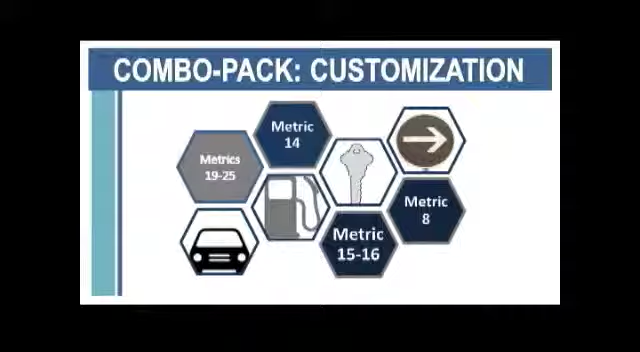 COMBO-PACK: CUSTOMIZATION
Metric
14
Metrics
19-25
Metric
8
Metric
15-16